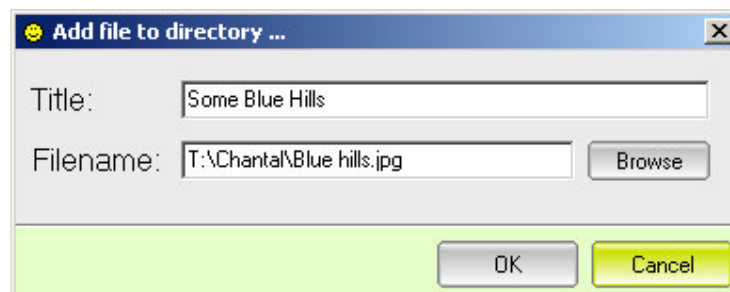 Add file to directory ...
Title: Some Blue Hills
Filename: T:\Chantal\Blue hills.jpg Browse
OK Cancel